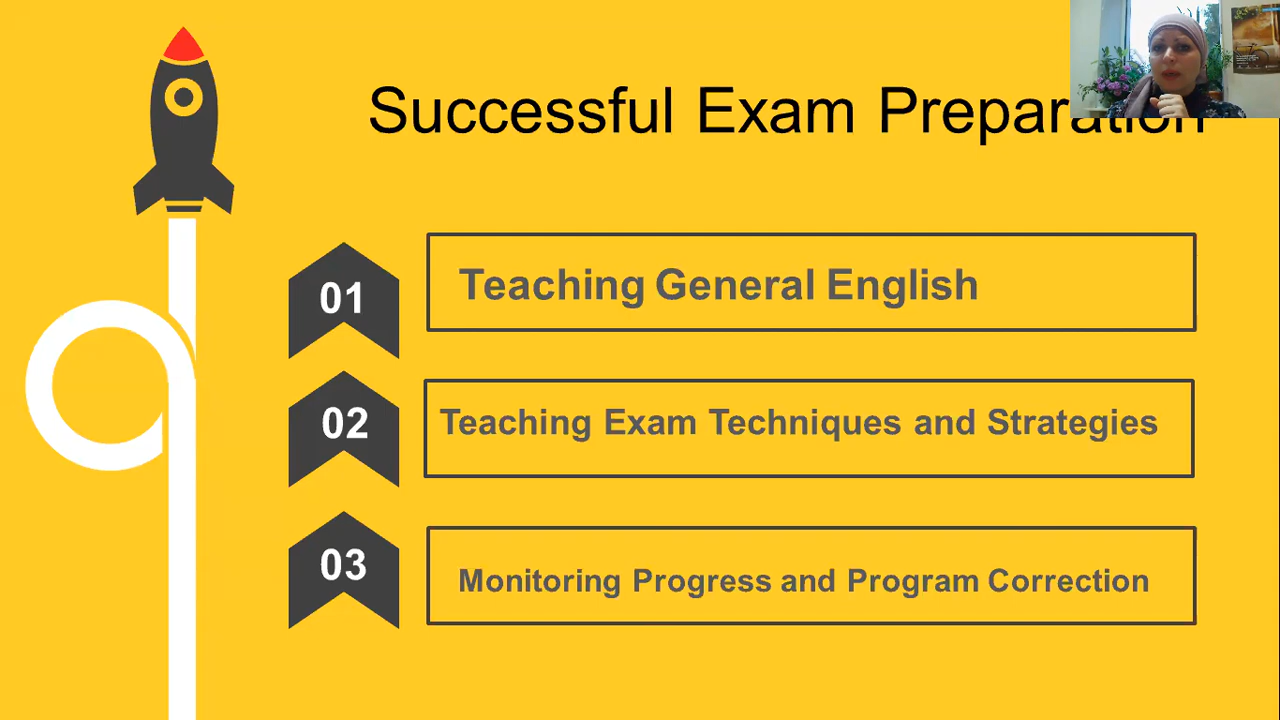 Successful Exam Preparation
01
Teaching General English
02
Teaching Exam Techniques and Strategies
03
Monitoring Progress and Program Correction